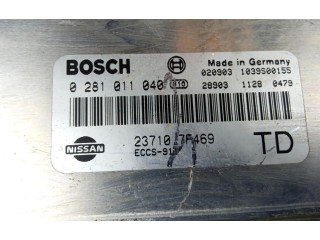 BOSCH Made in Germany
020903 1039S00155
0 281 011 040 28903 1128 0479
NISSAN 23710 7F469 TD